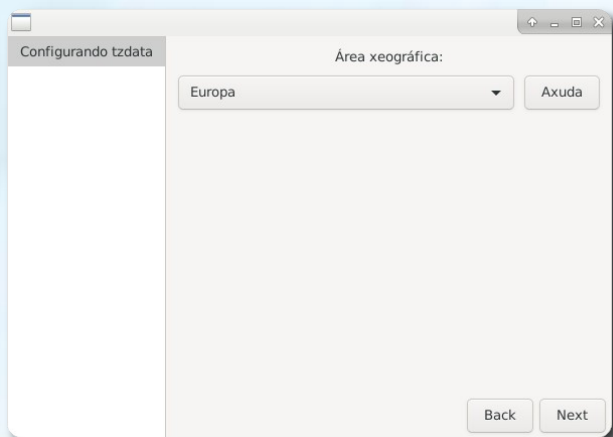 Configurando tzdata
Área xeográfica:
Europa
Axuda
Back
Next